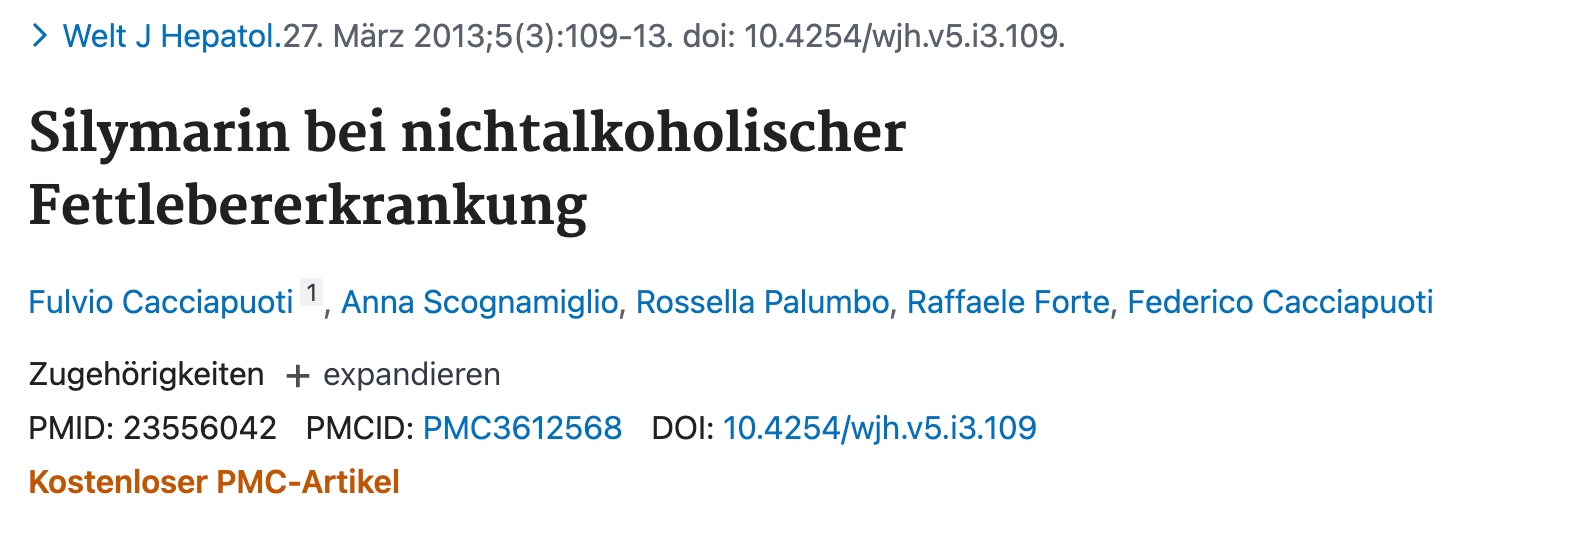 > Welt J Hepatol.27. März 2013;5(3):109-13. doi: 10.4254/wjh.v5.i3.109.
Silymarin bei nichtalkoholischer
Fettlebererkrankung
Fulvio Cacciapuoti 1, Anna Scognamiglio, Rossella Palumbo, Raffaele Forte, Federico Cacciapuoti
Zugehörigkeiten + expandieren
PMID: 23556042 PMCID: PMC3612568 DOI: 10.4254/wjh.v5.i3.109
Kostenloser PMC-Artikel